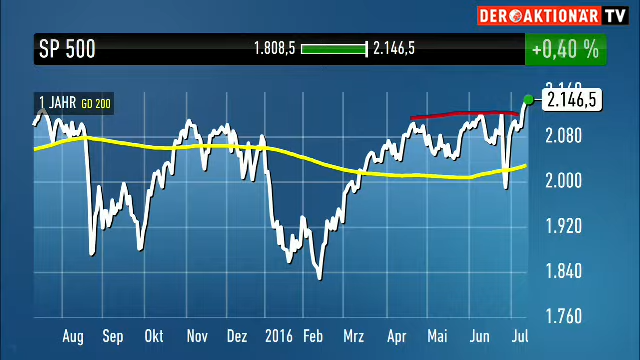 DER AKTIONÄR TV
SP 500
1.808,5
2.146,5
+0,40 %
1 JAHR GD 200
2.146,5
2.080
2.000
1.920
1.840
1.760
Aug Sep Okt Nov Dez 2016 Feb Mrz Apr Mai Jun Jul